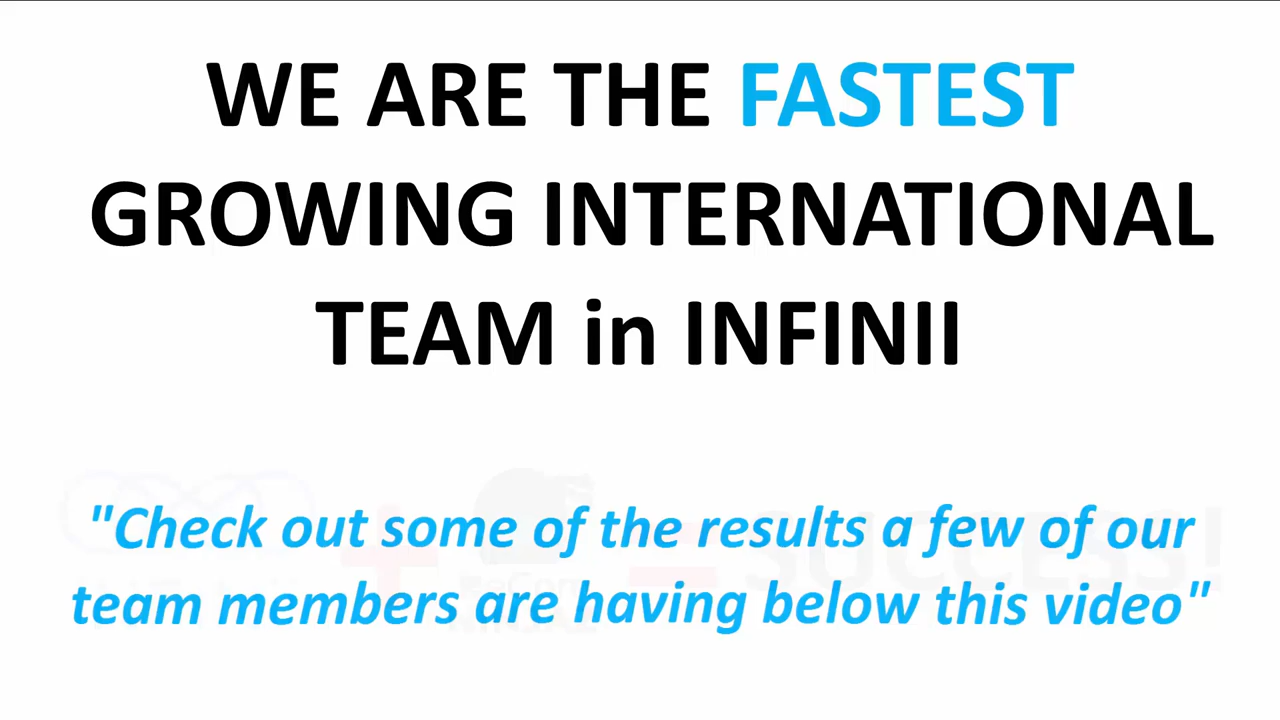 WE ARE THE FASTEST
GROWING INTERNATIONAL
TEAM in INFINII
"Check out some of the results a few of our
team members are having below this video"
SUCCESS!